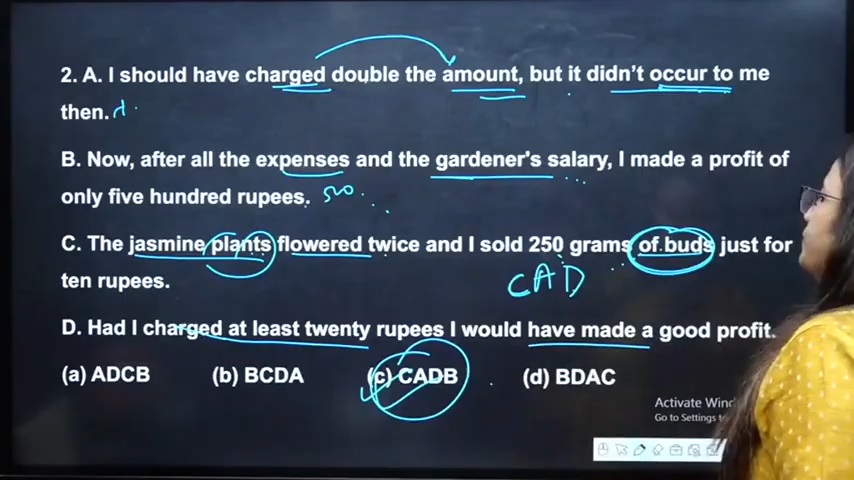 2. A. I should have charged double the amount, but it didn't occur to me
then.
B. Now, after all the expenses and the gardener's salary, I made a profit of
only five hundred rupees. 500
C. The jasmine plants flowered twice and I sold 250 grams of buds just for
ten rupees.
CAD
D. Had I charged at least twenty rupees I would have made a good profit.
(a) ADCB (b) BCDA (c) CADB (d) BDAC
Activate Wind
Go to Settings t